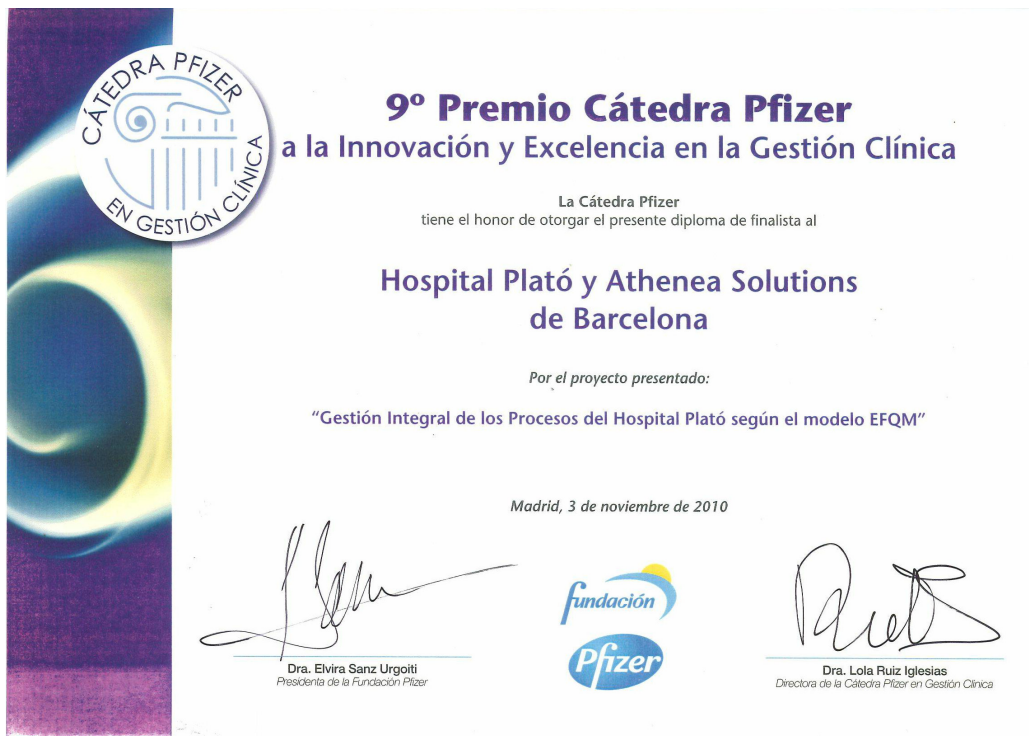 CÁTEDRA PFIZER
EN GESTIÓN CLÍNICA
9º Premio Cátedra Pfizer
a la Innovación y Excelencia en la Gestión Clínica
La Cátedra Pfizer
tiene el honor de otorgar el presente diploma de finalista al
Hospital Plató y Athenea Solutions
de Barcelona
Por el proyecto presentado:
“Gestión Integral de los Procesos del Hospital Plató según el modelo EFQM”
Madrid, 3 de noviembre de 2010
fundación
Pfizer
Dra. Elvira Sanz Urgoiti
Presidenta de la Fundación Pfizer
Dra. Lola Ruiz Iglesias
Directora de la Cátedra Pfizer en Gestión Clínica